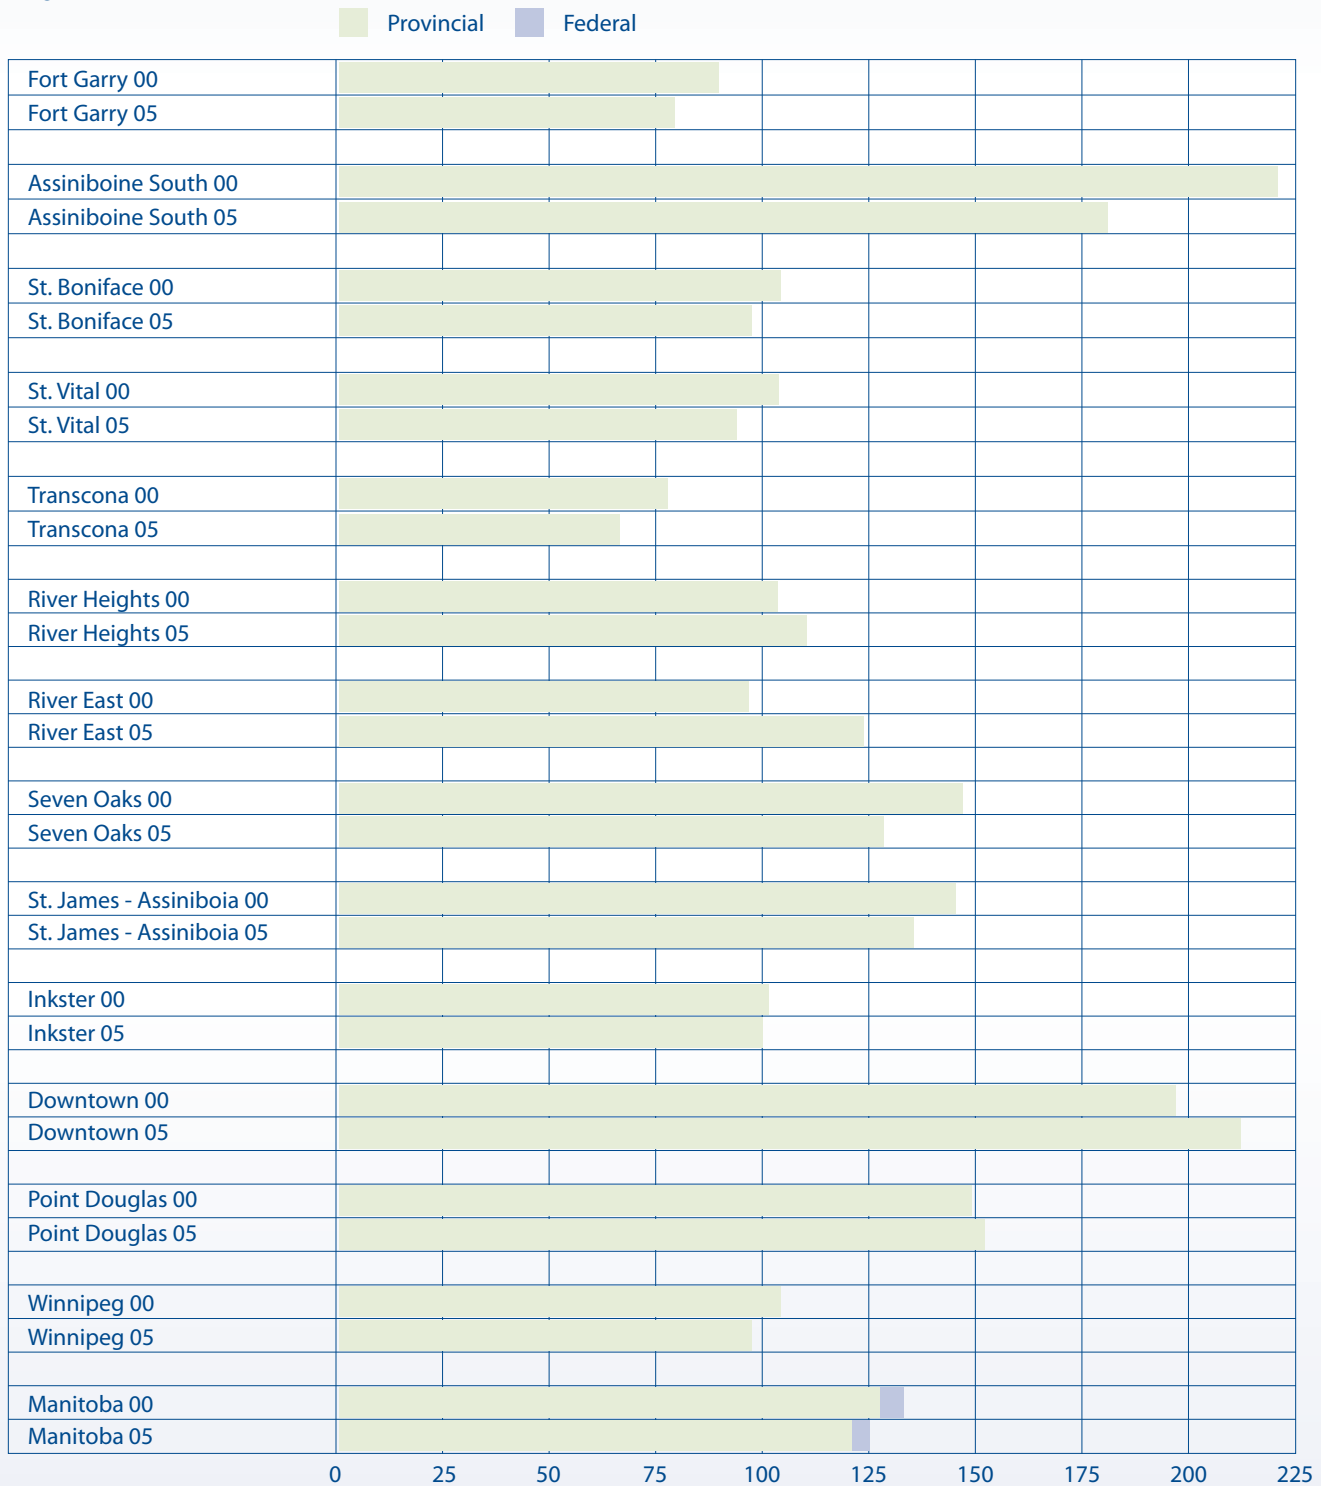 Provincial Federal
Fort Garry 00
Fort Garry 05
Assiniboine South 00
Assiniboine South 05
St. Boniface 00
St. Boniface 05
St. Vital 00
St. Vital 05
Transcona 00
Transcona 05
River Heights 00
River Heights 05
River East 00
River East 05
Seven Oaks 00
Seven Oaks 05
St. James - Assiniboia 00
St. James - Assiniboia 05
Inkster 00
Inkster 05
Downtown 00
Downtown 05
Point Douglas 00
Point Douglas 05
Winnipeg 00
Winnipeg 05
Manitoba 00
Manitoba 05
0 25 50 75 100 125 150 175 200 225